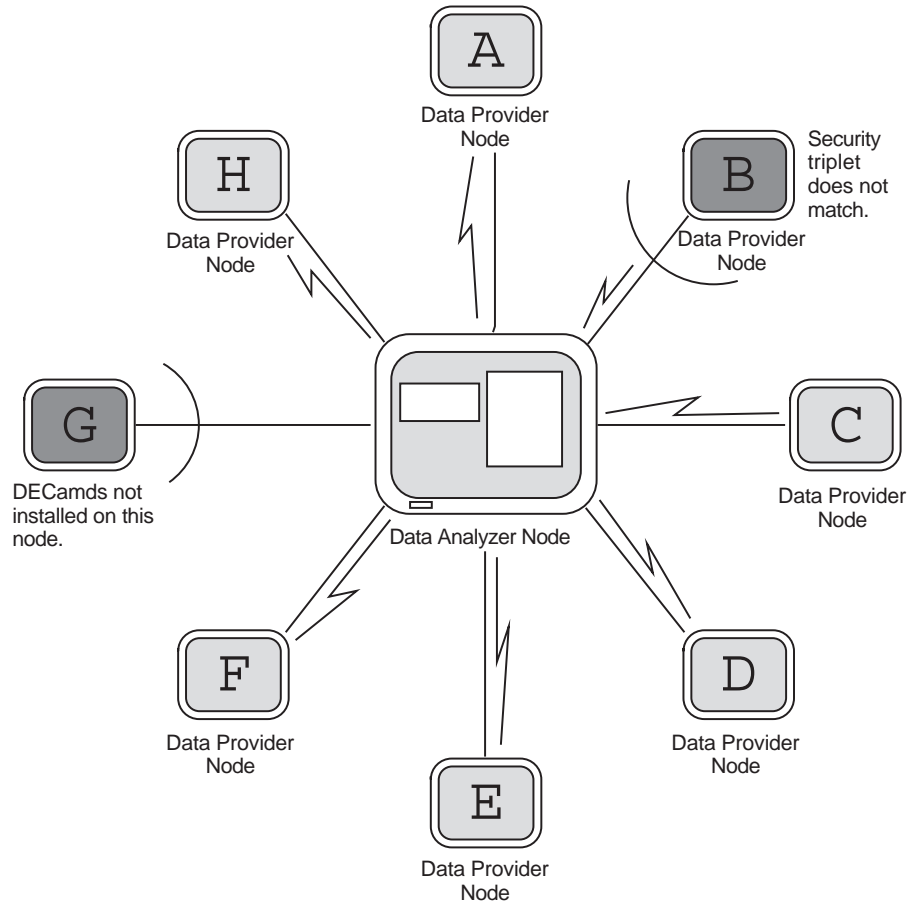 A
Data Provider
Node
H
Data Provider
Node
B
Security
triplet
does not
match.
Data Provider
Node
G
DECamds not
installed on this
node.
C
Data Provider
Node
Data Analyzer Node
F
Data Provider
Node
D
Data Provider
Node
E
Data Provider
Node